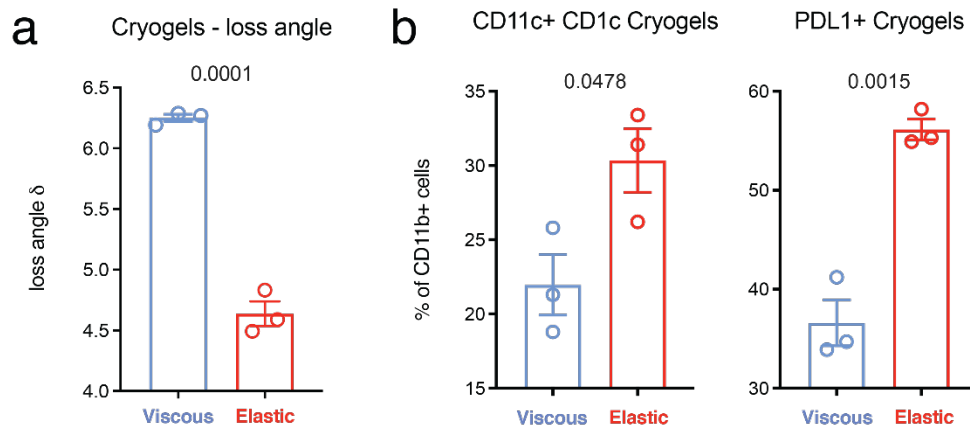 a
Cryogels - loss angle
0.0001
loss angle δ
6.5
6.0
5.5
5.0
4.5
4.0
Viscous
Elastic
b
CD11c+ CD1c Cryogels
0.0478
% of CD11b+ cells
35
30
25
20
15
Viscous
Elastic
PDL1+ Cryogels
0.0015
60
50
40
30
Viscous
Elastic